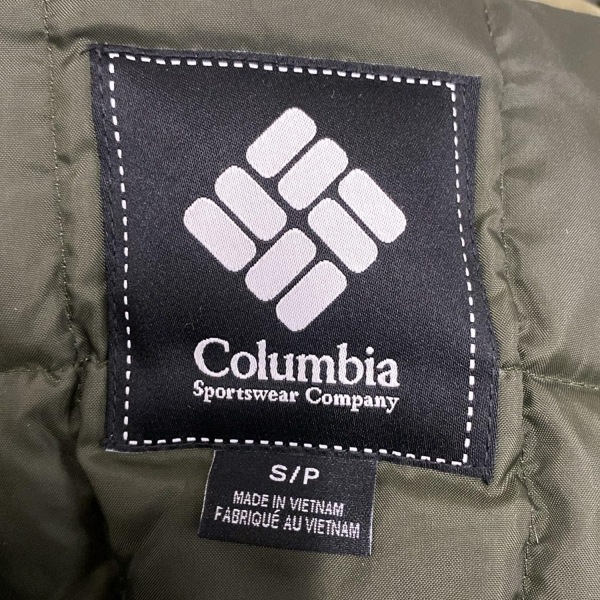 Columbia
Sportswear Company
S/P
MADE IN VIETNAM
FABRIQUÉ AU VIETNAM